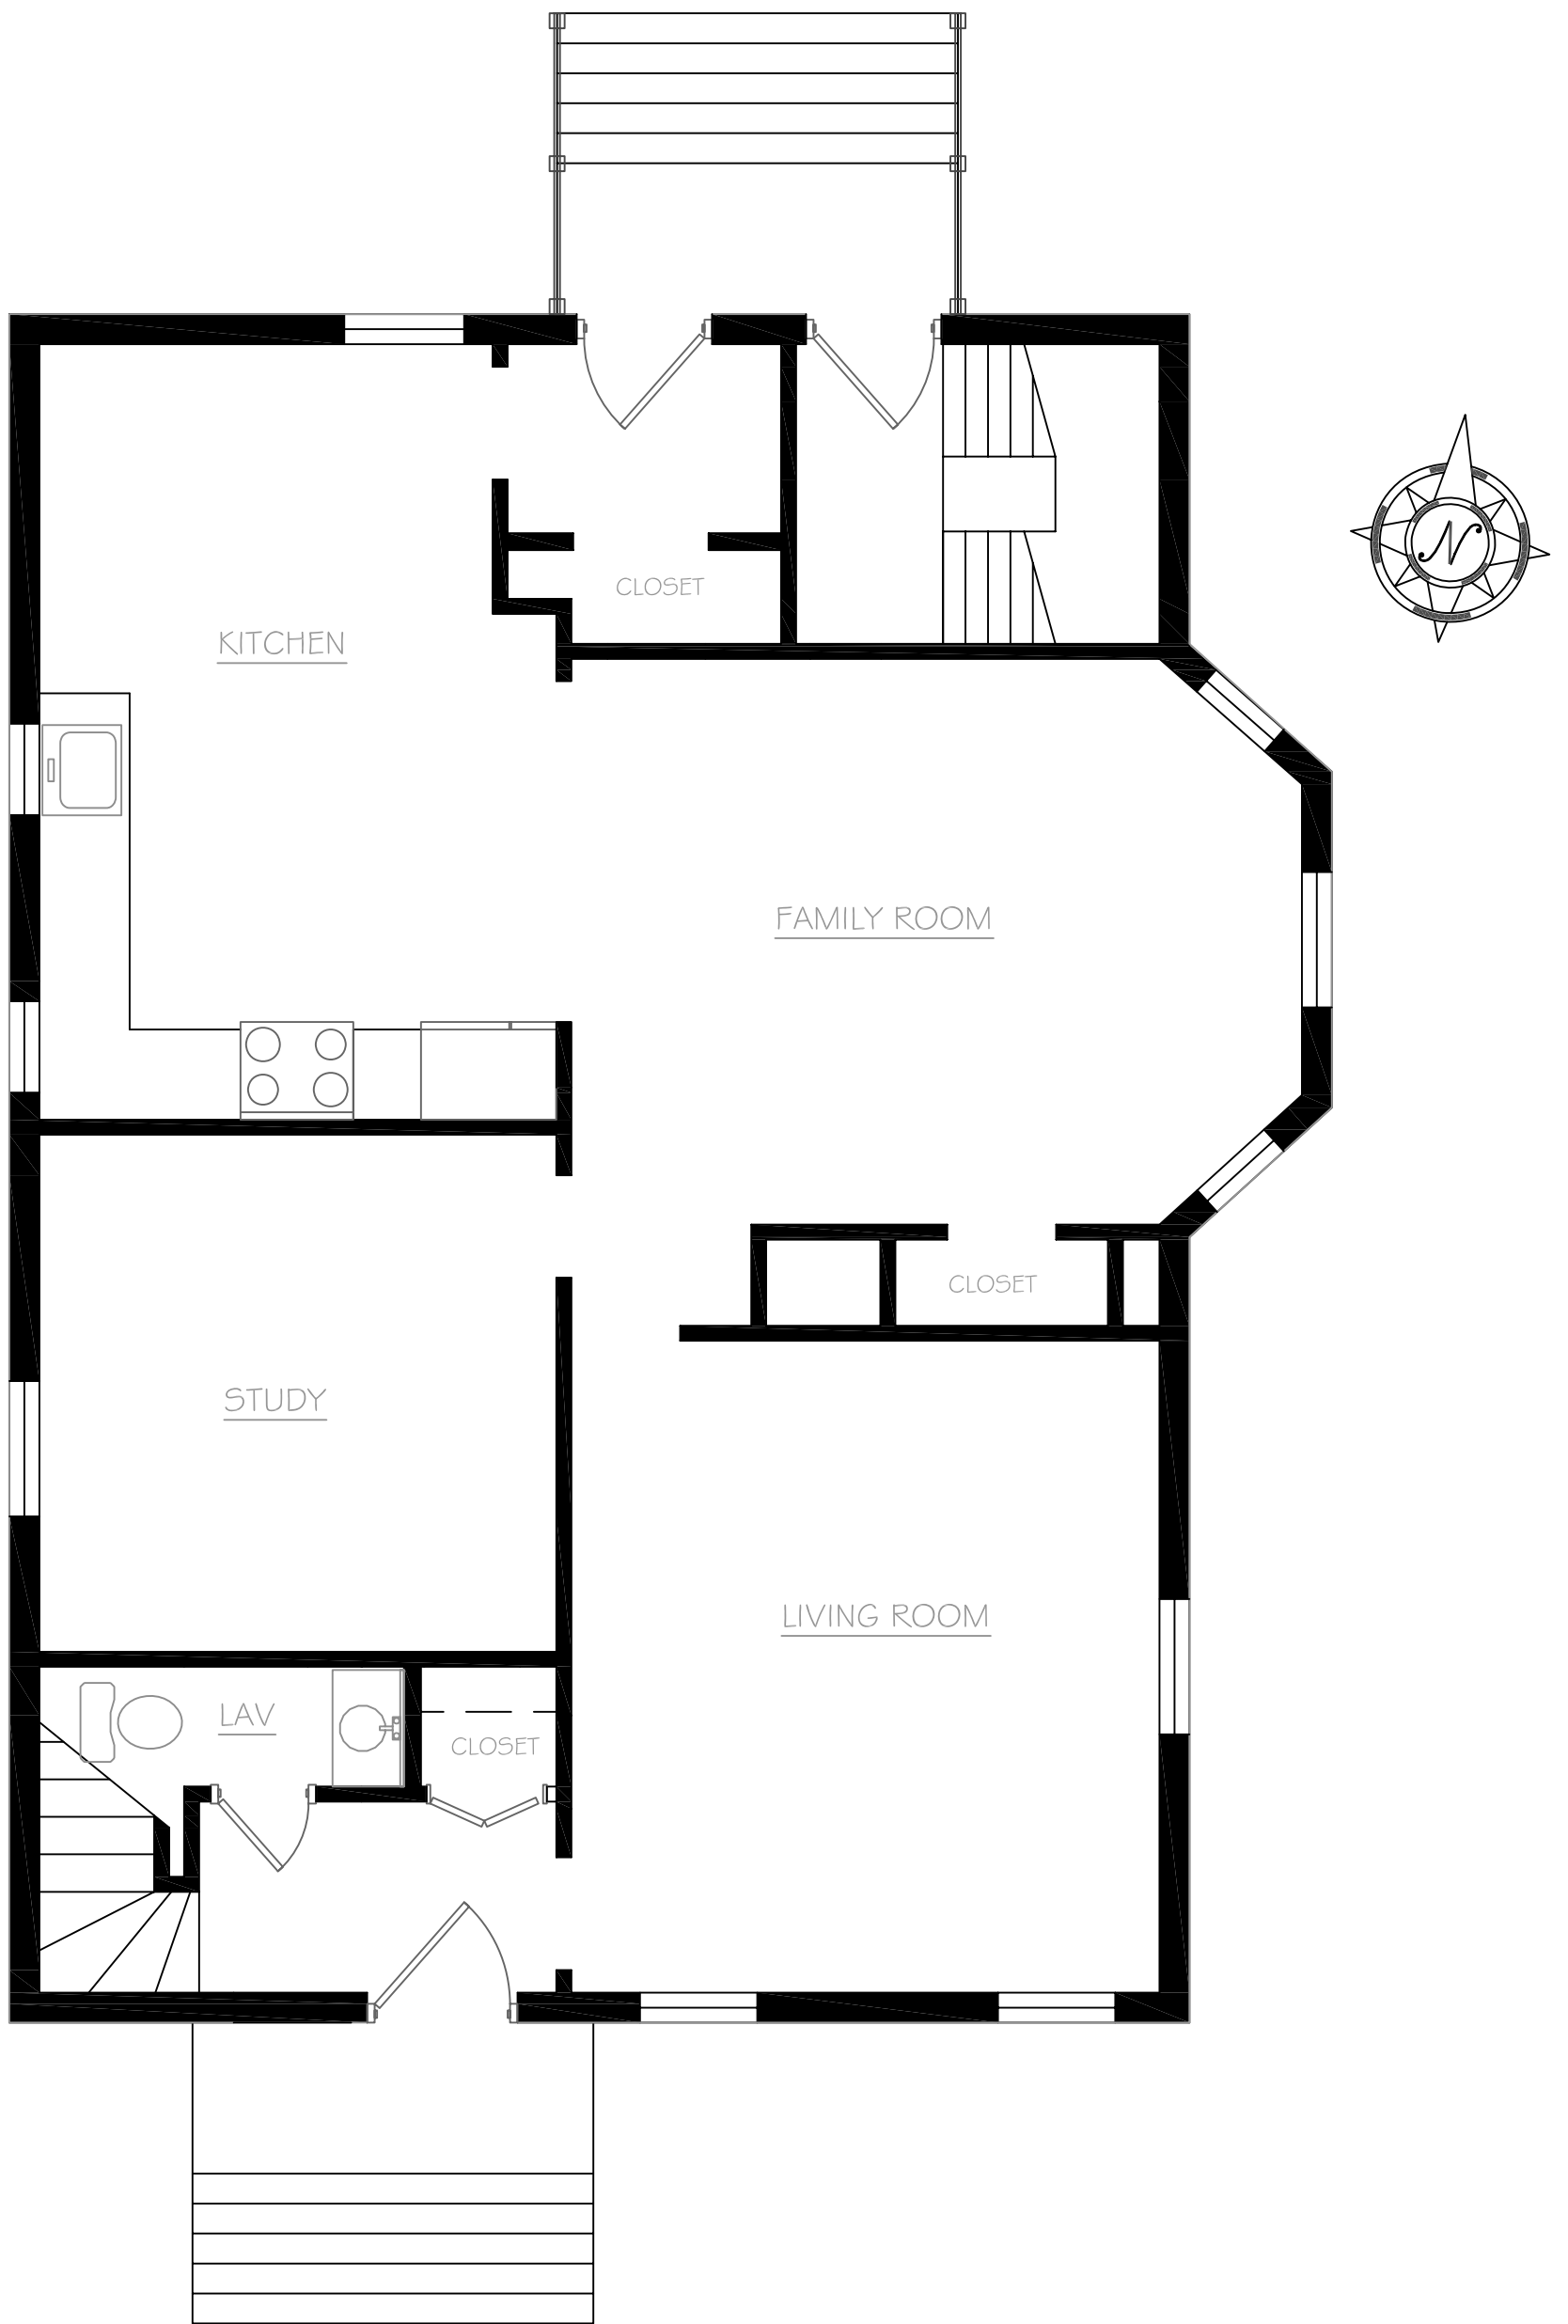 CLOSET
KITCHEN
N
FAMILY ROOM
CLOSET
STUDY
LIVING ROOM
LAV
CLOSET